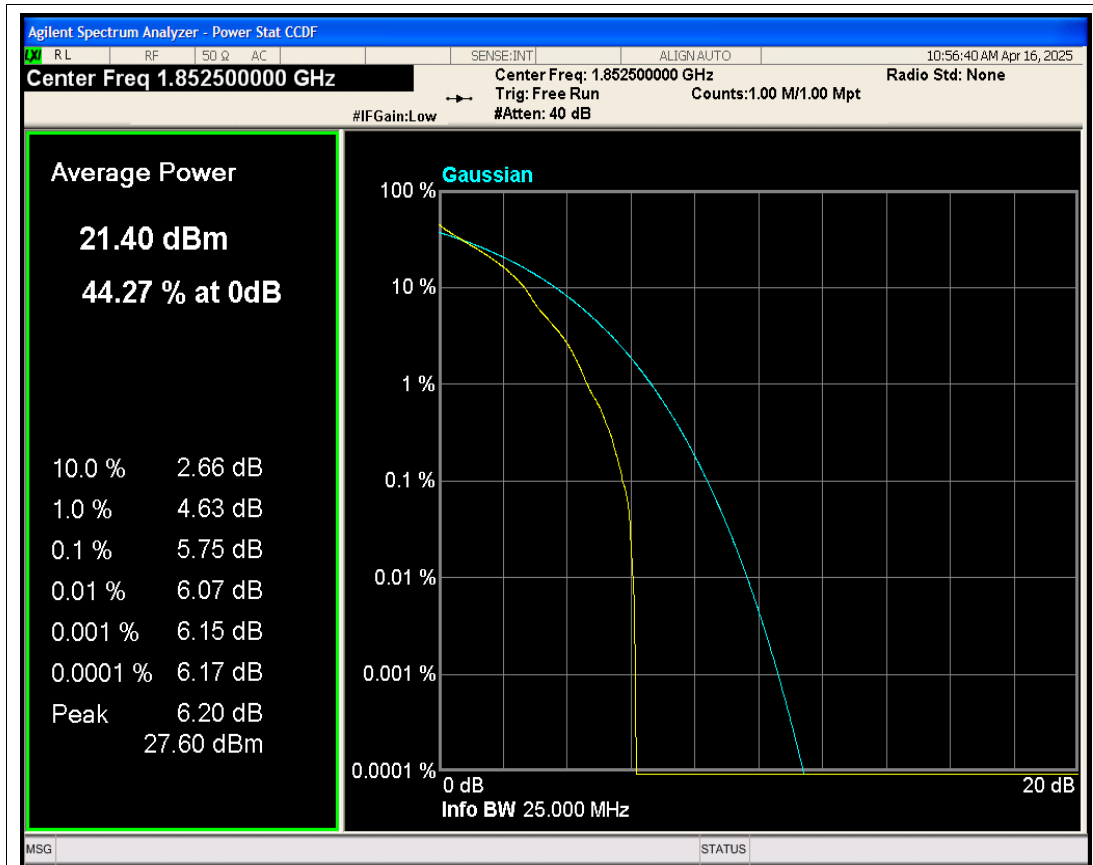 Agilent Spectrum Analyzer - Power Stat CCDF
LXI RL RF 50 Ω AC SENSE:INT ALIGN AUTO 10:56:40 AM Apr 16, 2025
Center Freq 1.852500000 GHz
Center Freq: 1.852500000 GHz Radio Std: None
Trig: Free Run Counts:1.00 M/1.00 Mpt
#IFGain:Low #Atten: 40 dB
Average Power
21.40 dBm
44.27 % at 0dB
10.0 % 2.66 dB
1.0 % 4.63 dB
0.1 % 5.75 dB
0.01 % 6.07 dB
0.001 % 6.15 dB
0.0001 % 6.17 dB
Peak 6.20 dB
27.60 dBm
Gaussian
100 %
10 %
1 %
0.1 %
0.01 %
0.001 %
0.0001 %
0 dB 20 dB
Info BW 25.000 MHz
MSG STATUS